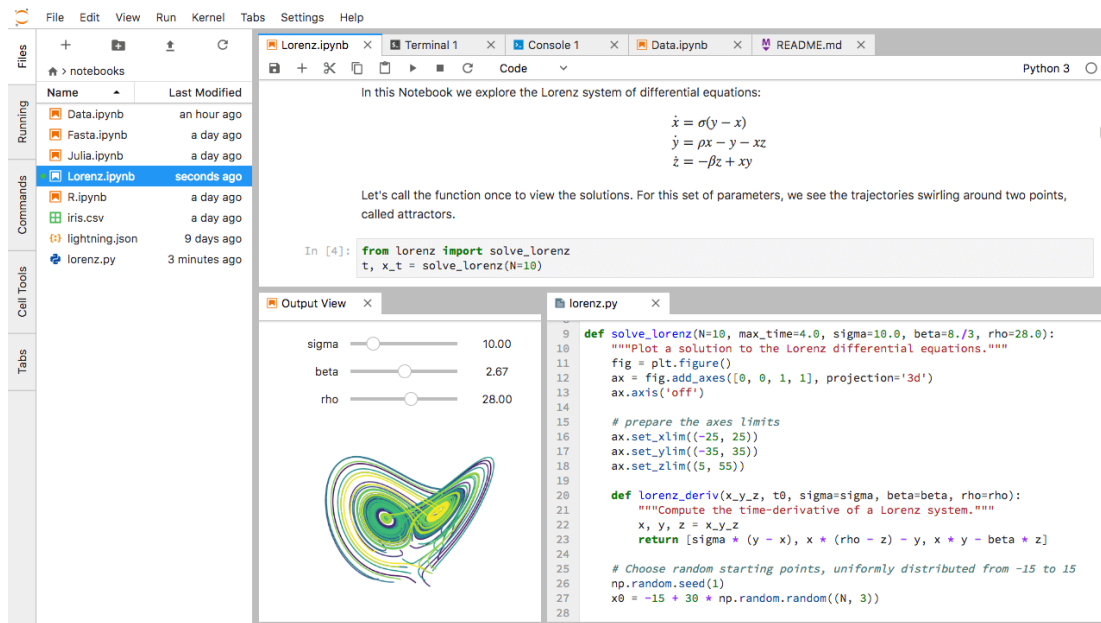 File Edit View Run Kernel Tabs Settings Help
Files
Running
Commands
Cell Tools
Tabs
> notebooks
Name Last Modified
Data.ipynb an hour ago
Fasta.ipynb a day ago
Julia.ipynb a day ago
Lorenz.ipynb seconds ago
R.ipynb a day ago
iris.csv a day ago
lightning.json 9 days ago
lorenz.py 3 minutes ago
Lorenz.ipynb Terminal 1 Console 1 Data.ipynb README.md
Code Python 3
In this Notebook we explore the Lorenz system of differential equations:
ẋ = σ(y − x)
ẏ = ρx − y − xz
ż = −βz + xy
Let's call the function once to view the solutions. For this set of parameters, we see the trajectories swirling around two points,
called attractors.
In [4]: from lorenz import solve_lorenz
t, x_t = solve_lorenz(N=10)
Output View
sigma 10.00
beta 2.67
rho 28.00
lorenz.py
9 def solve_lorenz(N=10, max_time=4.0, sigma=10.0, beta=8./3, rho=28.0):
10 """Plot a solution to the Lorenz differential equations."""
11 fig = plt.figure()
12 ax = fig.add_axes([0, 0, 1, 1], projection='3d')
13 ax.axis('off')
14
15 # prepare the axes limits
16 ax.set_xlim((-25, 25))
17 ax.set_ylim((-35, 35))
18 ax.set_zlim((5, 55))
19
20 def lorenz_deriv(x_y_z, t0, sigma=sigma, beta=beta, rho=rho):
21 """Compute the time-derivative of a Lorenz system."""
22 x, y, z = x_y_z
23 return [sigma * (y - x), x * (rho - z) - y, x * y - beta * z]
24
25 # Choose random starting points, uniformly distributed from -15 to 15
26 np.random.seed(1)
27 x0 = -15 + 30 * np.random.random((N, 3))
28